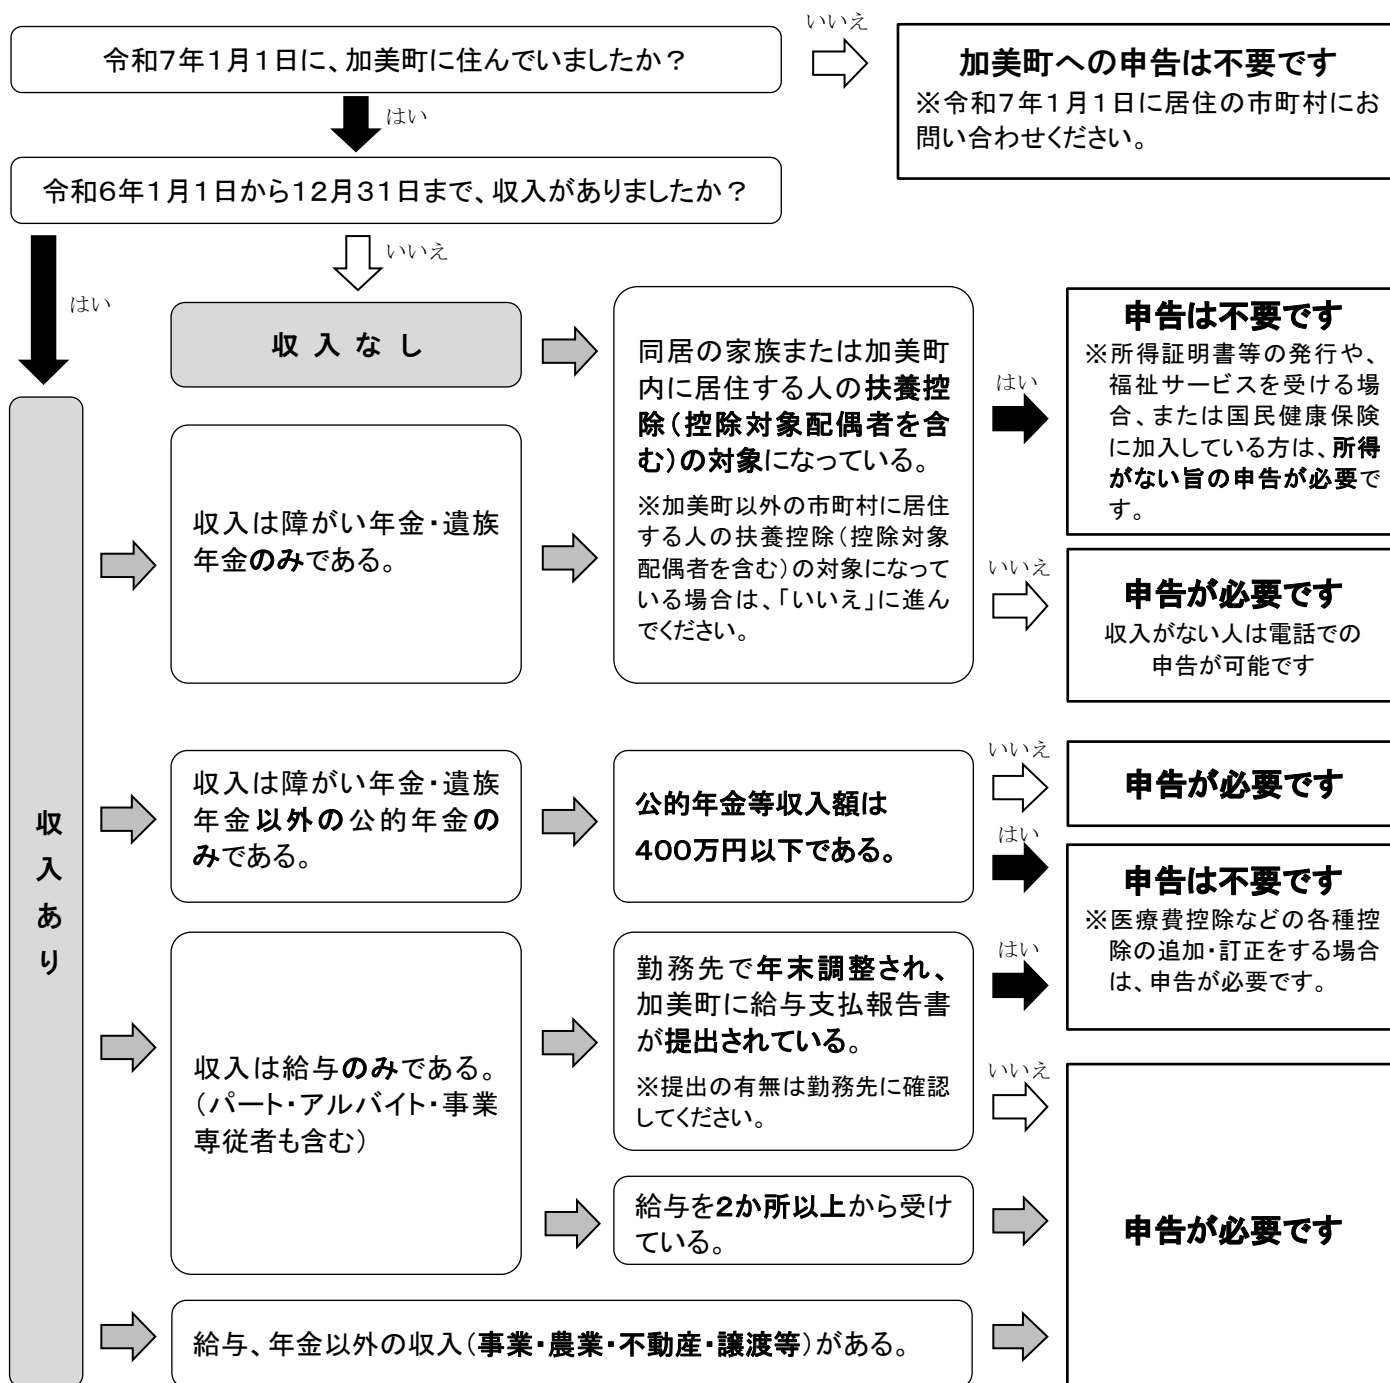 令和7年1月1日に、加美町に住んでいましたか？
いいえ
加美町への申告は不要です
※令和7年1月1日に居住の市町村にお
問い合わせください。
はい
令和6年1月1日から12月31日まで、収入がありましたか？
いいえ
はい
収入なし
同居の家族または加美町
内に居住する人の扶養控
除（控除対象配偶者を含
む）の対象になっている。
※加美町以外の市町村に居住
する人の扶養控除（控除対象
配偶者を含む）の対象になって
いる場合は、「いいえ」に進ん
でください。
はい
申告は不要です
※所得証明書等の発行や、
福祉サービスを受ける場
合、または国民健康保険
に加入している方は、所得
がない旨の申告が必要で
す。
収入は障がい年金・遺族
年金のみである。
いいえ
申告が必要です
収入がない人は電話での
申告が可能です
収入あり
収入は障がい年金・遺族
年金以外の公的年金の
みである。
公的年金等収入額は
400万円以下である。
いいえ
申告が必要です
はい
申告は不要です
※医療費控除などの各種控
除の追加・訂正をする場合
は、申告が必要です。
収入は給与のみである。
（パート・アルバイト・事業
専従者も含む）
勤務先で年末調整され、
加美町に給与支払報告書
が提出されている。
※提出の有無は勤務先に確認
してください。
はい
いいえ
給与を2か所以上から受け
ている。
申告が必要です
給与、年金以外の収入（事業・農業・不動産・譲渡等）がある。